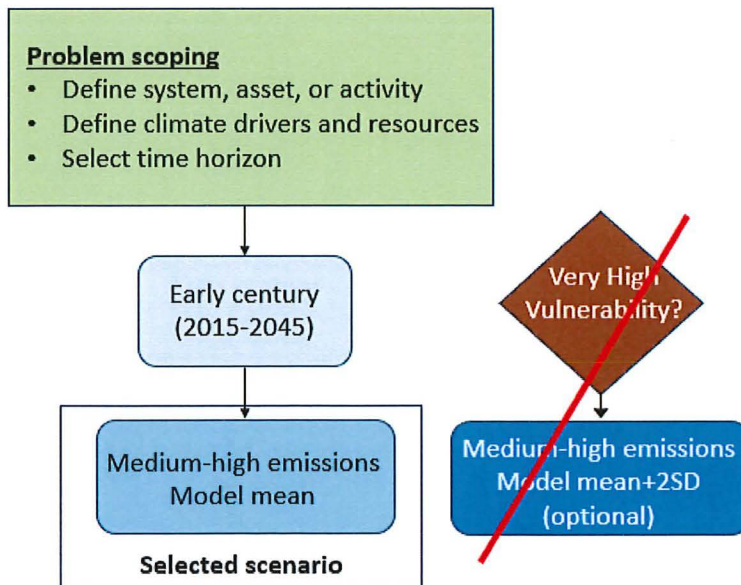 Problem scoping
• Define system, asset, or activity
• Define climate drivers and resources
• Select time horizon
Early century
(2015-2045)
Very High
Vulnerability?
Medium-high emissions
Model mean
Medium-high emissions
Model mean+2SD
(optional)
Selected scenario